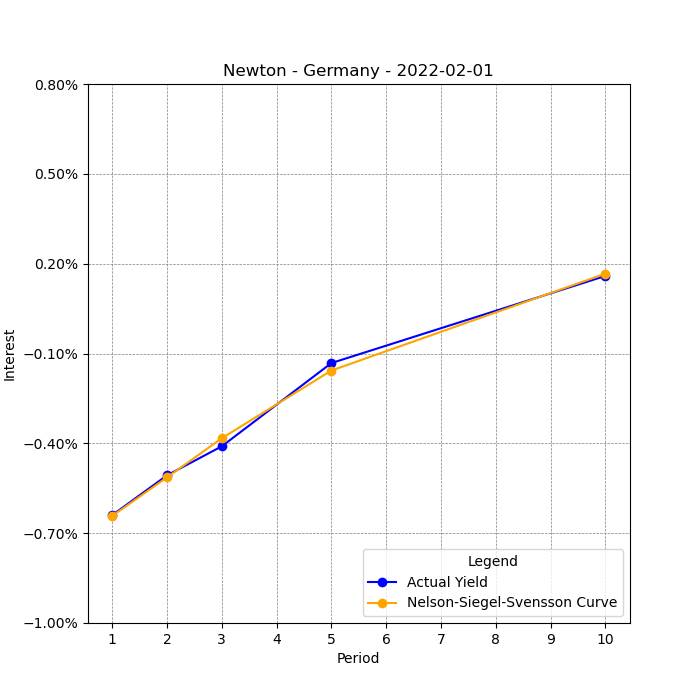 Newton - Germany - 2022-02-01
0.80%
0.50%
0.20%
−0.10%
−0.40%
−0.70%
−1.00%
Interest
1 2 3 4 5 6 7 8 9 10
Period
Legend
Actual Yield
Nelson-Siegel-Svensson Curve